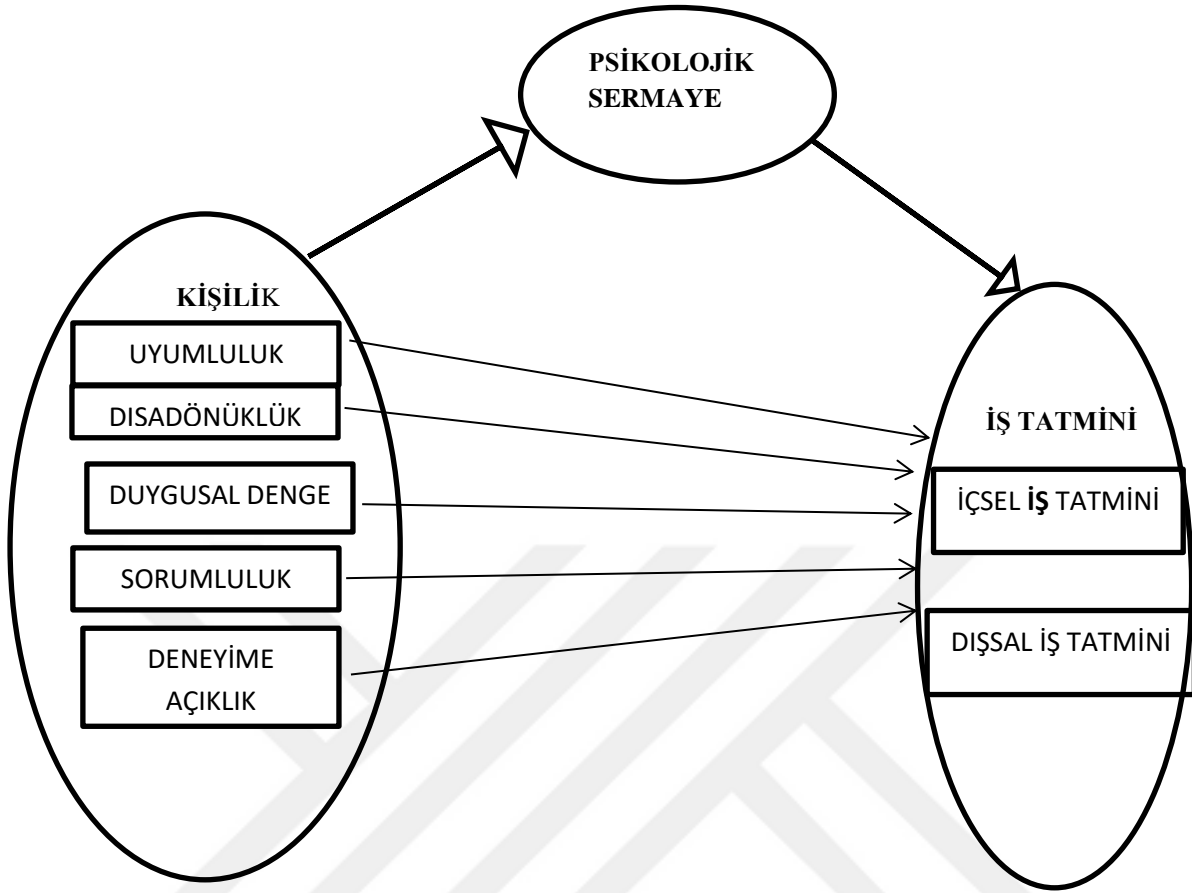 PSİKOLOJİK
SERMAYE
KİŞİLİK
UYUMLULUK
DISADÖNÜKLÜK
DUYGUSAL DENGE
SORUMLULUK
DENEYİME
AÇIKLIK
İŞ TATMİNİ
İÇSEL İŞ TATMİNİ
DIŞSAL İŞ TATMİNİ